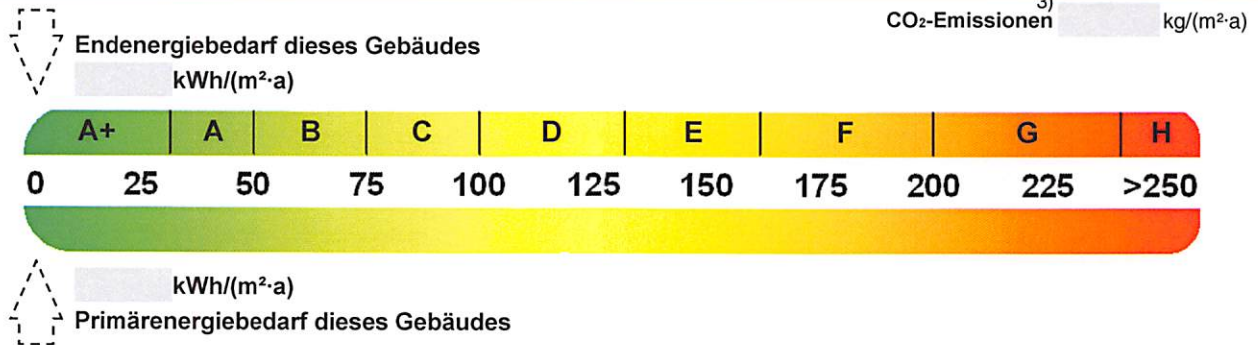 3)
CO₂-Emissionen kg/(m²·a)
Endenergiebedarf dieses Gebäudes
kWh/(m²·a)
A+ A B C D E F G H
0 25 50 75 100 125 150 175 200 225 >250
kWh/(m²·a)
Primärenergiebedarf dieses Gebäudes